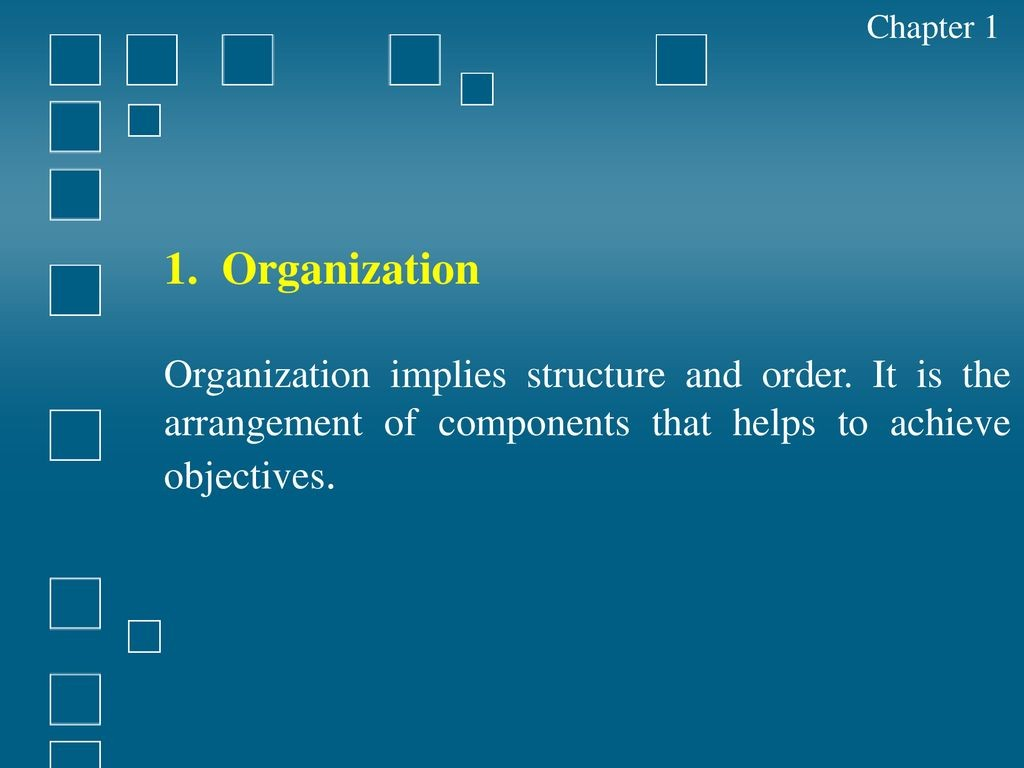 Chapter 1
1. Organization
Organization implies structure and order. It is the
arrangement of components that helps to achieve
objectives.